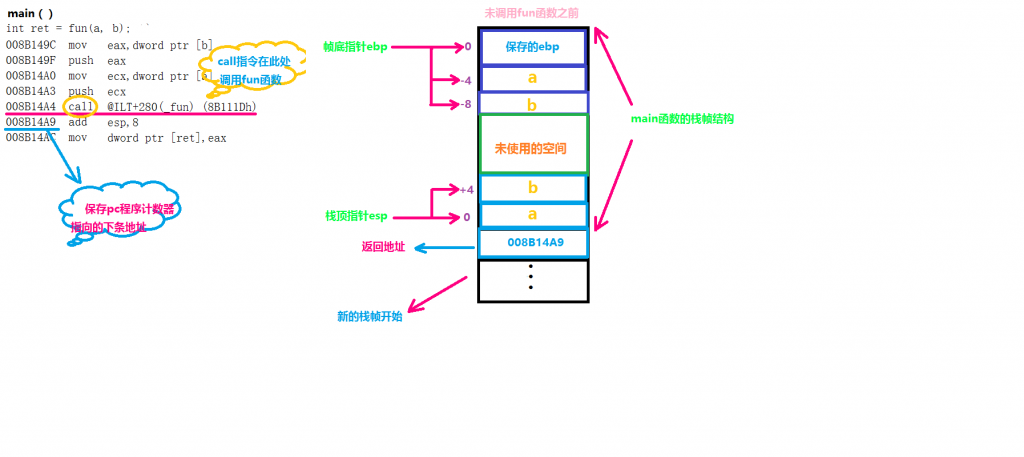 main ( )
int ret = fun(a, b);
008B149C mov eax,dword ptr [b]
008B149F push eax
008B14A0 mov ecx,dword ptr [a]
008B14A3 push ecx
008B14A4 call @ILT+280(_fun) (8B111Dh)
008B14A9 add esp,8
008B14AC mov dword ptr [ret],eax
call指令在此处
调用fun函数
保存pc程序计数器
指向的下条地址
未调用fun函数之前
帧底指针ebp
0
保存的ebp
-4
a
-8
b
main函数的栈帧结构
未使用的空间
+4
b
栈顶指针esp
0
a
返回地址
008B14A9
新的栈帧开始